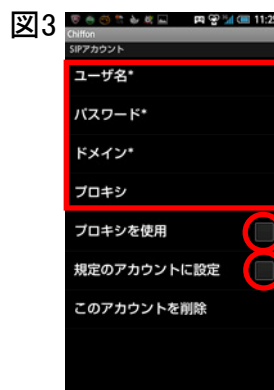 図3
11:25
Chiffon
SIPアカウント
ユーザ名*
パスワード*
ドメイン*
プロキシ
プロキシを使用
規定のアカウントに設定
このアカウントを削除